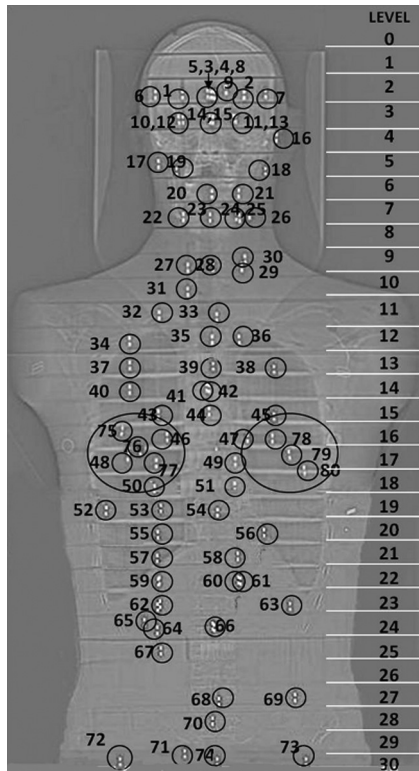 LEVEL
0
1
5,3,4,8
9
2
6 1 2 7
3
14,15
10,12 11,13
16 4
17 19 18 5
20 21 6
23 24 25 7
22 26
8
30 9
27 28
29
31 10
32 33 11
35 36 12
34
37 39 38 13
40 41 42 14
43 44 45 15
75
46 47 78 16
76
48 77 49 79 17
80
50 51 18
52 53 54 19
55 56 20
57 58 21
59 60 61 22
62 63 23
65
64 66 24
67 25
26
68 69 27
70 28
72 71 74 73 29
30